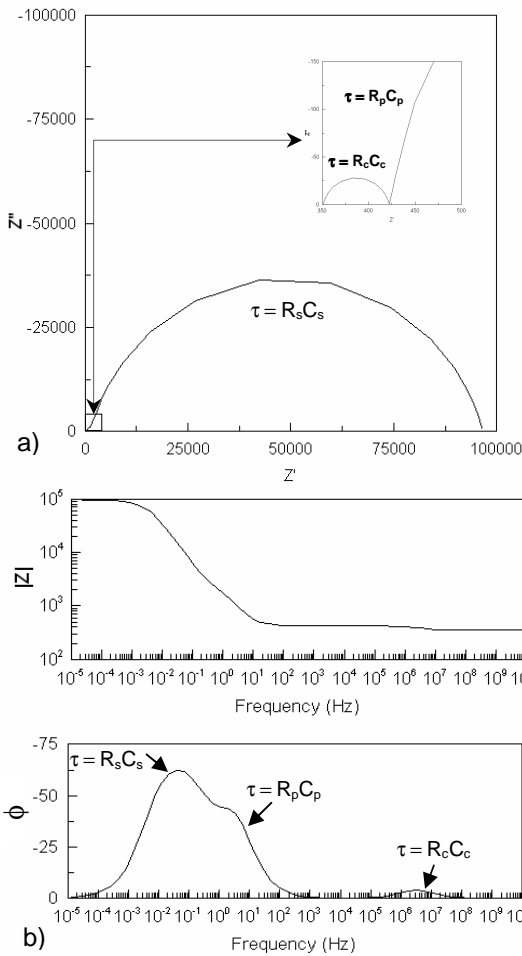 -100000
-75000
-50000
-25000
0
Z''
0 25000 50000 75000 100000
Z'
τ = RsCs
-150
-100
-50
0
350 400 450 500
Z'
τ = RpCp
τ = RcCc
a)
10^5
10^4
10^3
10^2
|Z|
10^-5 10^-4 10^-3 10^-2 10^-1 10^0 10^1 10^2 10^3 10^4 10^5 10^6 10^7 10^8 10^9
Frequency (Hz)
-75
-50
-25
0
ϕ
τ = RsCs
τ = RpCp
τ = RcCc
10^-5 10^-4 10^-3 10^-2 10^-1 10^0 10^1 10^2 10^3 10^4 10^5 10^6 10^7 10^8 10^9
Frequency (Hz)
b)